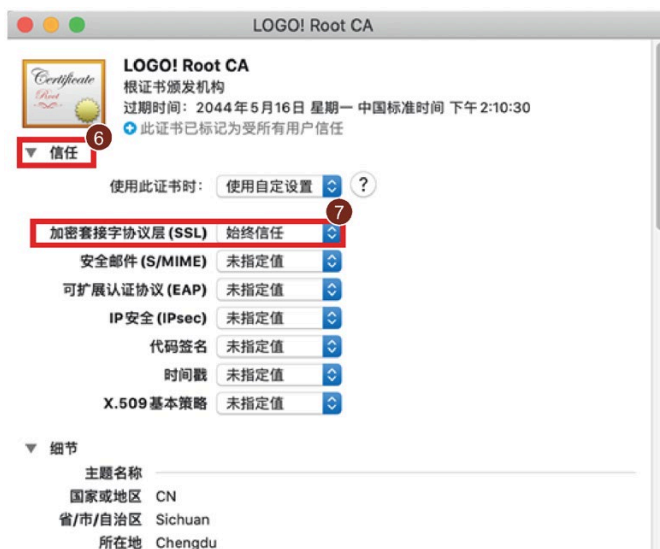 LOGO! Root CA
Certificate
Root
LOGO! Root CA
根证书颁发机构
过期时间：2044年5月16日 星期一 中国标准时间 下午2:10:30
此证书已标记为受所有用户信任
6
信任
使用此证书时： 使用自定设置 ?
7
加密套接字协议层 (SSL) 始终信任
安全邮件 (S/MIME) 未指定值
可扩展认证协议 (EAP) 未指定值
IP安全 (IPsec) 未指定值
代码签名 未指定值
时间戳 未指定值
X.509基本策略 未指定值
细节
主题名称
国家或地区 CN
省/市/自治区 Sichuan
所在地 Chengdu